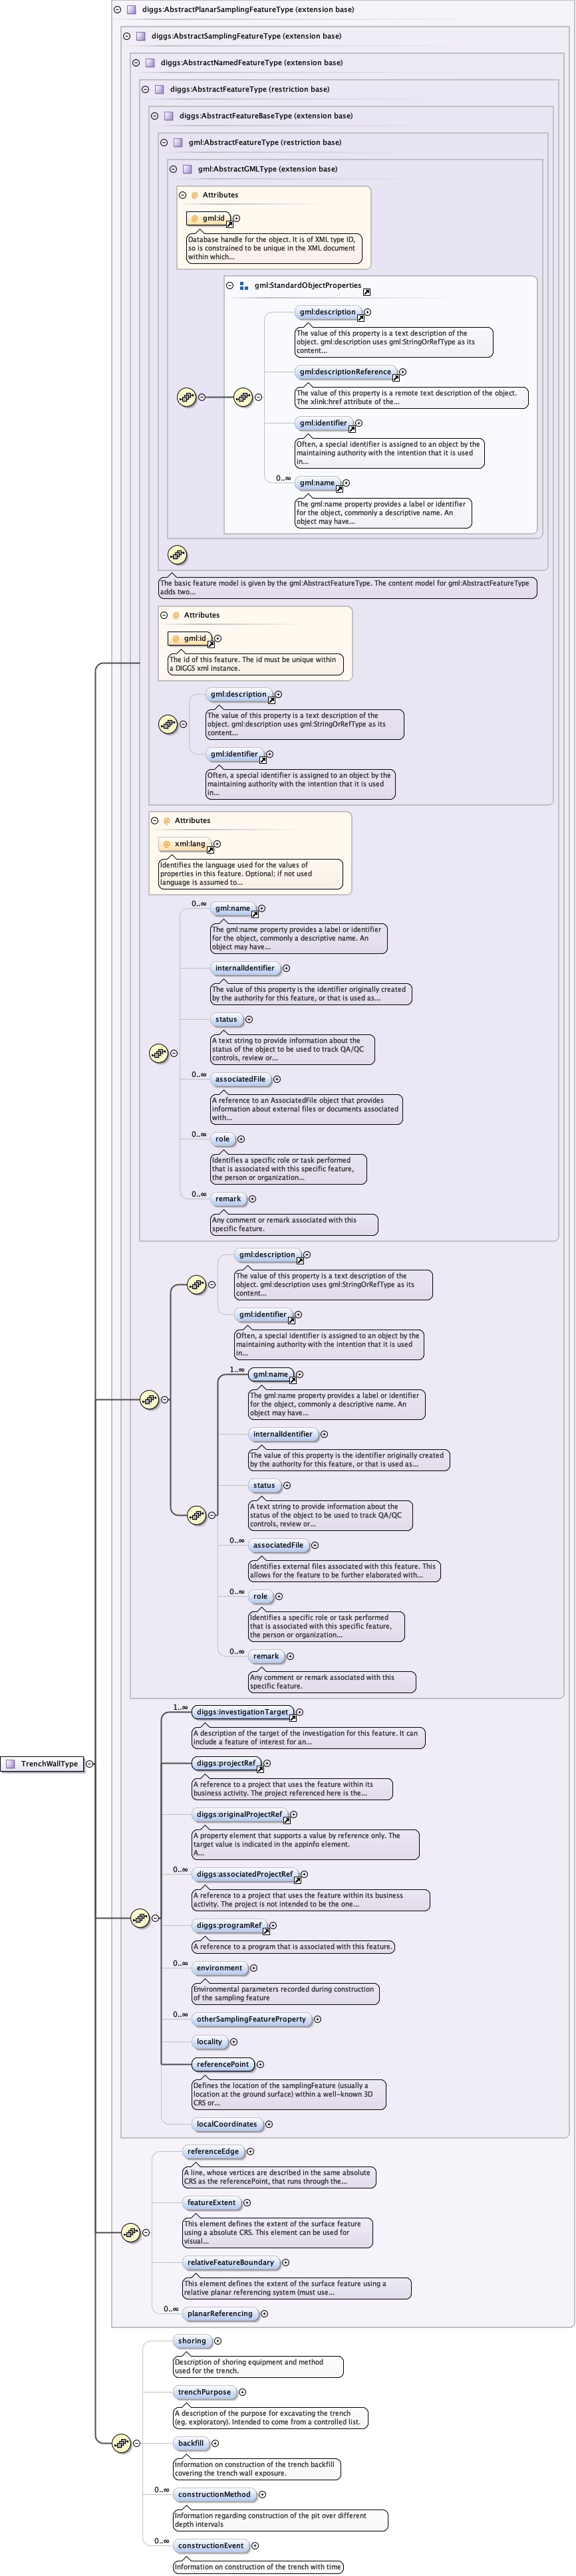 diggs:AbstractPlanarSamplingFeatureType (extension base)
diggs:AbstractSamplingFeatureType (extension base)
diggs:AbstractNamedFeatureType (extension base)
diggs:AbstractFeatureType (restriction base)
diggs:AbstractFeatureBaseType (extension base)
gml:AbstractFeatureType (restriction base)
gml:AbstractGMLType (extension base)
@ Attributes
@ gml:id
Database handle for the object. It is of XML type ID,
so is constrained to be unique in the XML document
within which...
gml:StandardObjectProperties
gml:description
The value of this property is a text description of the
object. gml:description uses gml:StringOrRefType as its
content...
gml:descriptionReference
The value of this property is a remote text description of the object.
The xlink:href attribute of the...
gml:identifier
Often, a special identifier is assigned to an object by the
maintaining authority with the intention that it is used
in...
0..∞
gml:name
The gml:name property provides a label or identifier
for the object, commonly a descriptive name. An
object may have...
The basic feature model is given by the gml:AbstractFeatureType. The content model for gml:AbstractFeatureType
adds two...
@ Attributes
@ gml:id
The id of this feature. The id must be unique within
a DIGGS xml instance.
gml:description
The value of this property is a text description of the
object. gml:description uses gml:StringOrRefType as its
content...
gml:identifier
Often, a special identifier is assigned to an object by the
maintaining authority with the intention that it is used
in...
@ Attributes
@ xml:lang
Identifies the language used for the values of
properties in this feature. Optional; if not used
language is assumed to...
0..∞
gml:name
The gml:name property provides a label or identifier
for the object, commonly a descriptive name. An
object may have...
internalIdentifier
The value of this property is the identifier originally created
by the authority for this feature, or that is used as...
status
A text string to provide information about the
status of the object to be used to track QA/QC
controls, review or...
0..∞
associatedFile
A reference to an AssociatedFile object that provides
information about external files or documents associated
with...
0..∞
role
Identifies a specific role or task performed
that is associated with this specific feature,
the person or organization...
0..∞
remark
Any comment or remark associated with this
specific feature.
gml:description
The value of this property is a text description of the
object. gml:description uses gml:StringOrRefType as its
content...
gml:identifier
Often, a special identifier is assigned to an object by the
maintaining authority with the intention that it is used
in...
1..∞
gml:name
The gml:name property provides a label or identifier
for the object, commonly a descriptive name. An
object may have...
internalIdentifier
The value of this property is the identifier originally created
by the authority for this feature, or that is used as...
status
A text string to provide information about the
status of the object to be used to track QA/QC
controls, review or...
0..∞
associatedFile
Identifies external files associated with this feature. This
allows for the feature to be further elaborated with...
0..∞
role
Identifies a specific role or task performed
that is associated with this specific feature,
the person or organization...
0..∞
remark
Any comment or remark associated with this
specific feature.
1..∞
diggs:investigationTarget
A description of the target of the investigation for this feature. It can
include a feature of interest for an...
TrenchWallType
diggs:projectRef
A reference to a project that uses the feature within its
business activity. The project referenced here is the...
diggs:originalProjectRef
A property element that supports a value by reference only. The
target value is indicated in the appinfo element.
A...
0..∞
diggs:associatedProjectRef
A reference to a project that uses the feature within its business
activity. The project is not intended to be the one...
diggs:programRef
A reference to a program that is associated with this feature.
0..∞
environment
Environmental parameters recorded during construction
of the sampling feature
0..∞
otherSamplingFeatureProperty
locality
referencePoint
Defines the location of the samplingFeature (usually a
location at the ground surface) within a well-known 3D
CRS or...
localCoordinates
referenceEdge
A line, whose vertices are described in the same absolute
CRS as the referencePoint, that runs through the...
featureExtent
This element defines the extent of the surface feature
using a absolute CRS. This element can be used for
visual...
relativeFeatureBoundary
This element defines the extent of the surface feature using a
relative planar referencing system (must use...
0..∞
planarReferencing
shoring
Description of shoring equipment and method
used for the trench.
trenchPurpose
A description of the purpose for excavating the trench
(eg. exploratory). Intended to come from a controlled list.
backfill
Information on construction of the trench backfill
covering the trench wall exposure.
0..∞
constructionMethod
Information regarding construction of the pit over different
depth intervals
0..∞
constructionEvent
Information on construction of the trench with time